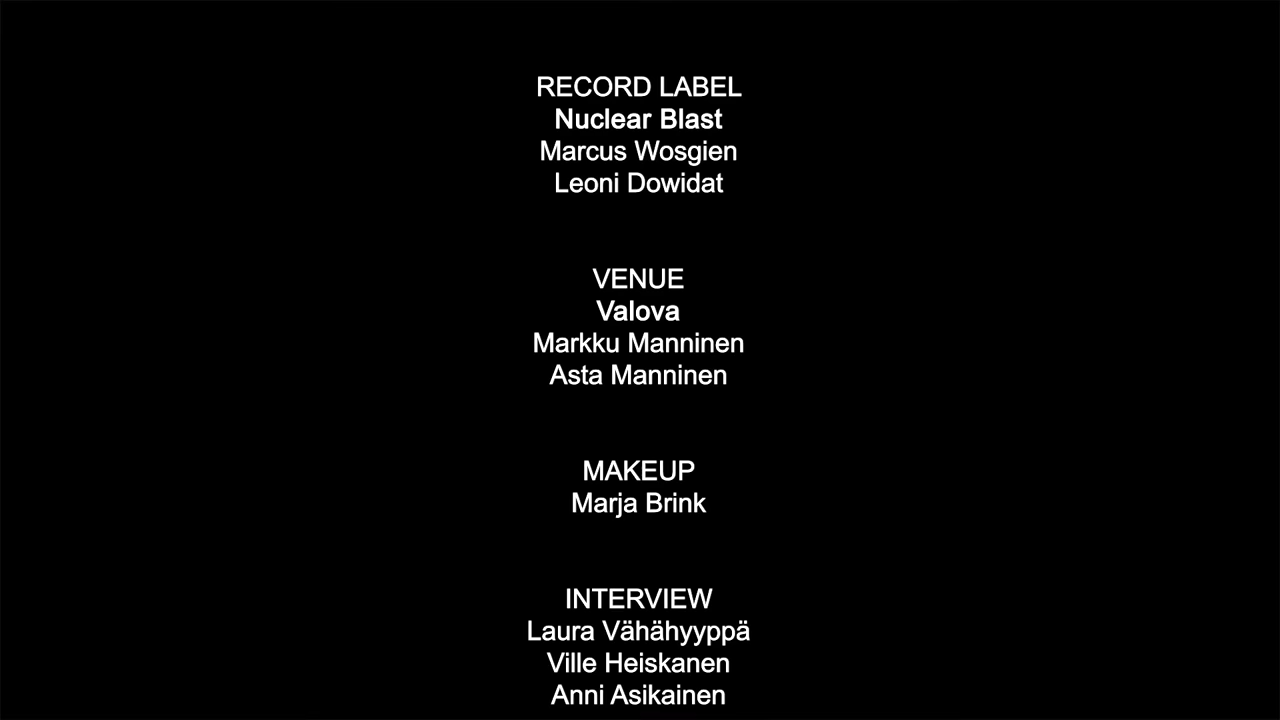 RECORD LABEL
Nuclear Blast
Marcus Wosgien
Leoni Dowidat
VENUE
Valova
Markku Manninen
Asta Manninen
MAKEUP
Marja Brink
INTERVIEW
Laura Vähähyyppä
Ville Heiskanen
Anni Asikainen